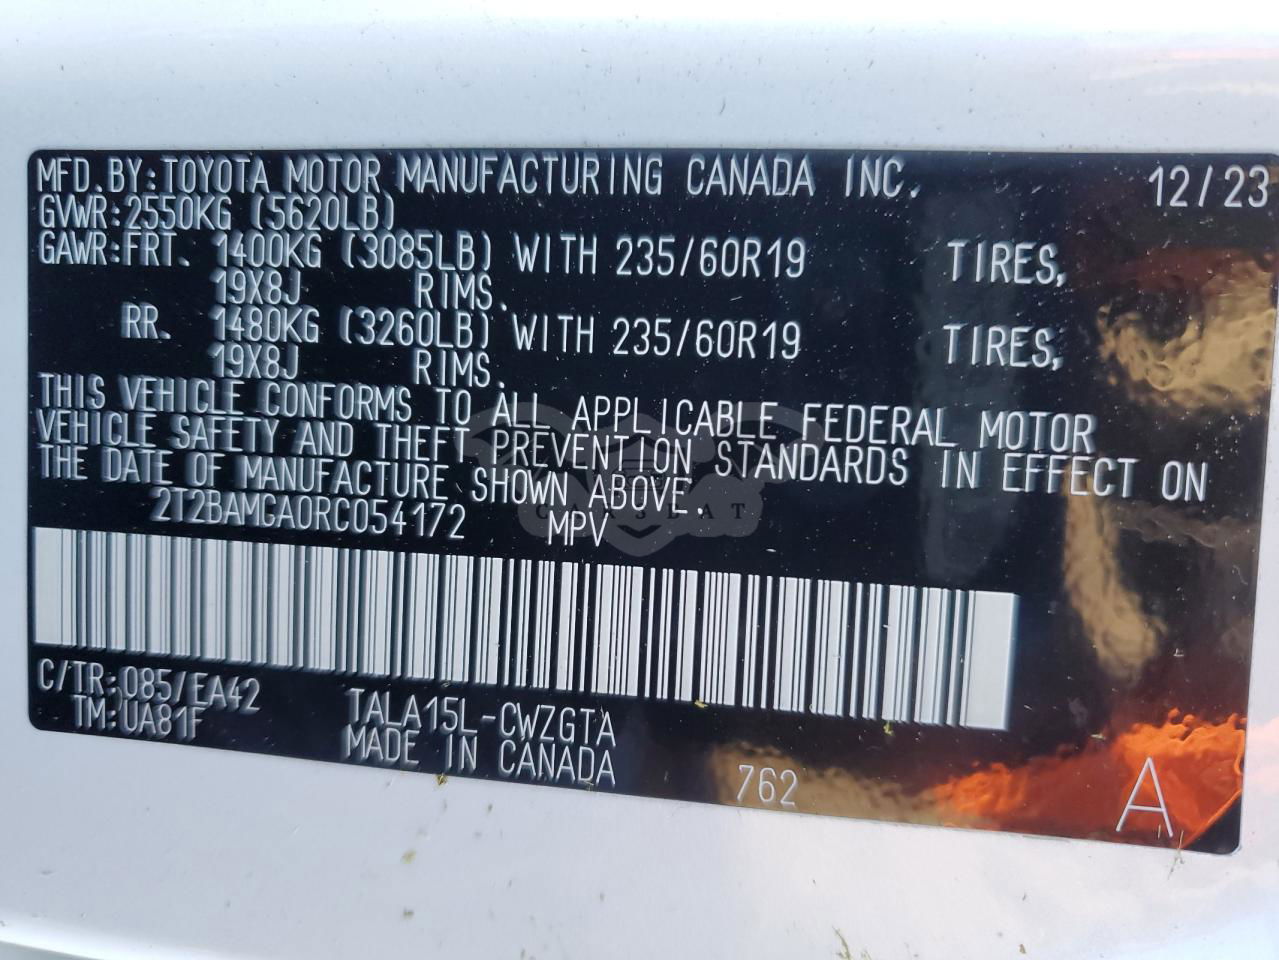 MFD.BY:TOYOTA MOTOR MANUFACTURING CANADA INC. 12/23
GVWR:2550KG (5620LB)
GAWR:FRT. 1400KG (3085LB) WITH 235/60R19 TIRES,
19X8J RIMS.
RR. 1480KG (3260LB) WITH 235/60R19 TIRES,
19X8J RIMS.
THIS VEHICLE CONFORMS TO ALL APPLICABLE FEDERAL MOTOR
VEHICLE SAFETY AND THEFT PREVENTION STANDARDS IN EFFECT ON
THE DATE OF MANUFACTURE SHOWN ABOVE.
2T2BAMGA0RC054172 MPV
C/TR:085/EA42 TALA15L-CWZGTA
TM:UA81F MADE IN CANADA
762 A